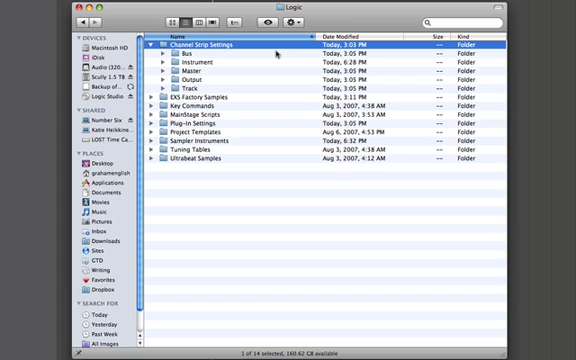 Logic
Name Date Modified Size Kind
DEVICES
Macintosh HD
iDisk
Audio (320...
Scully 1.5 TB
Backup of...
Logic Studio
SHARED
Number Six
Katie Heikkine...
LOST Time Ca...
PLACES
Desktop
grahamenglish
Applications
Documents
Movies
Music
Pictures
Inbox
Downloads
Sites
GTD
Writing
Favorites
Dropbox
SEARCH FOR
Today
Yesterday
Past Week
All Images
Channel Strip Settings Today, 3:03 PM -- Folder
Bus Today, 3:05 PM -- Folder
Instrument Today, 6:28 PM -- Folder
Master Today, 3:05 PM -- Folder
Output Today, 3:05 PM -- Folder
Track Today, 3:05 PM -- Folder
EXS Factory Samples Today, 3:05 PM -- Folder
Key Commands Aug 3, 2007, 4:38 AM -- Folder
MainStage Scripts Aug 3, 2007, 3:53 AM -- Folder
Plug-In Settings Today, 3:05 PM -- Folder
Project Templates Aug 6, 2007, 4:53 PM -- Folder
Sampler Instruments Today, 6:32 PM -- Folder
Tuning Tables Aug 3, 2007, 4:38 AM -- Folder
Ultrabeat Samples Aug 3, 2007, 4:12 AM -- Folder
1 of 14 selected, 160.62 GB available